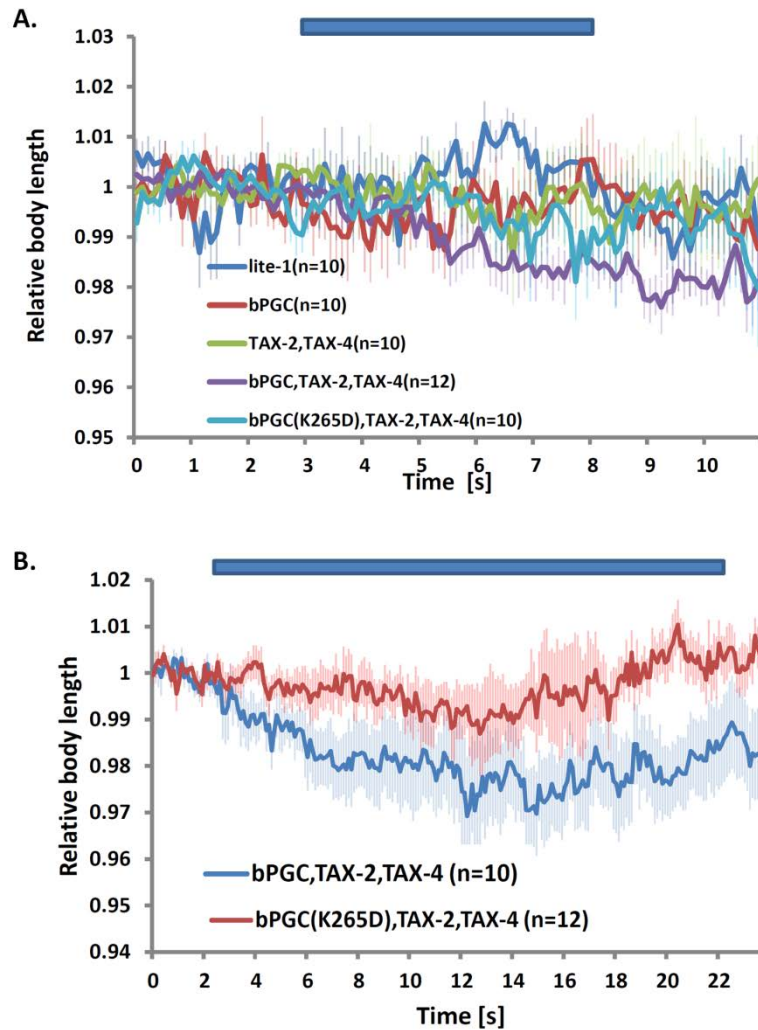 A.
1.03
1.02
1.01
1
0.99
0.98
0.97
0.96
0.95
Relative body length
lite-1(n=10)
bPGC(n=10)
TAX-2,TAX-4(n=10)
bPGC,TAX-2,TAX-4(n=12)
bPGC(K265D),TAX-2,TAX-4(n=10)
0 1 2 3 4 5 6 7 8 9 10
Time [s]
B.
1.02
1.01
1
0.99
0.98
0.97
0.96
0.95
0.94
Relative body length
bPGC,TAX-2,TAX-4 (n=10)
bPGC(K265D),TAX-2,TAX-4 (n=12)
0 2 4 6 8 10 12 14 16 18 20 22
Time [s]